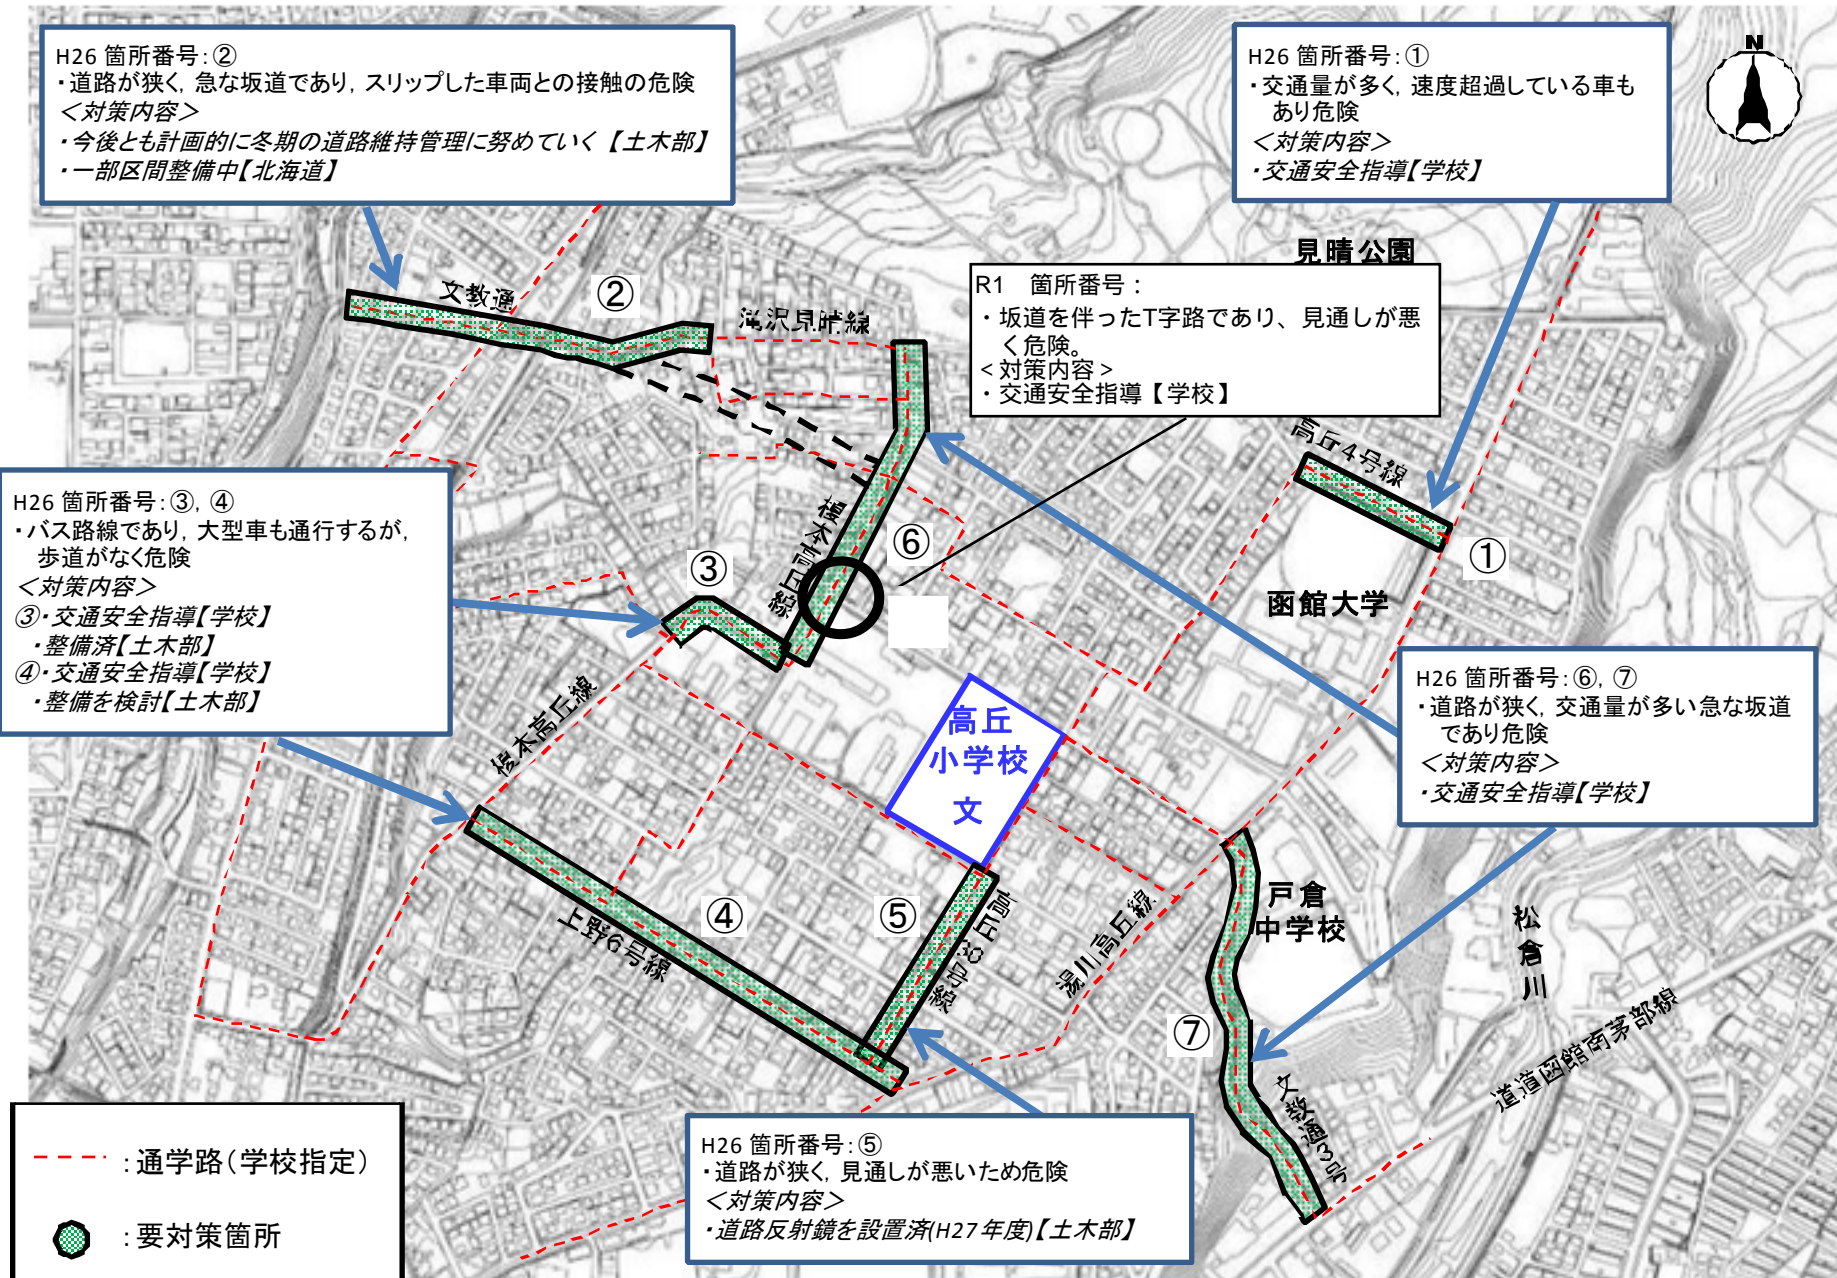 H26 箇所番号：②
・道路が狭く，急な坂道であり，スリップした車両との接触の危険
＜対策内容＞
・今後とも計画的に冬期の道路維持管理に努めていく【土木部】
・一部区間整備中【北海道】
H26 箇所番号：①
・交通量が多く，速度超過している車も
あり危険
＜対策内容＞
・交通安全指導【学校】
N
見晴公園
R1 箇所番号：
・坂道を伴ったT字路であり、見通しが悪
く危険。
＜対策内容＞
・交通安全指導【学校】
文教通
②
滝沢見晴線
高丘4号線
①
函館大学
H26 箇所番号：③，④
・バス路線であり，大型車も通行するが，
歩道がなく危険
＜対策内容＞
③・交通安全指導【学校】
・整備済【土木部】
④・交通安全指導【学校】
・整備を検討【土木部】
③
榎本高丘線
⑥
榎本高丘線
高丘
小学校
文
H26 箇所番号：⑥，⑦
・道路が狭く，交通量が多い急な坂道
であり危険
＜対策内容＞
・交通安全指導【学校】
④
上野6号線
⑤
高丘33号線
湯川高丘線
戸倉
中学校
松倉川
⑦
文教通3号
道道函館南茅部線
H26 箇所番号：⑤
・道路が狭く，見通しが悪いため危険
＜対策内容＞
・道路反射鏡を設置済(H27年度)【土木部】
：通学路（学校指定）
：要対策箇所